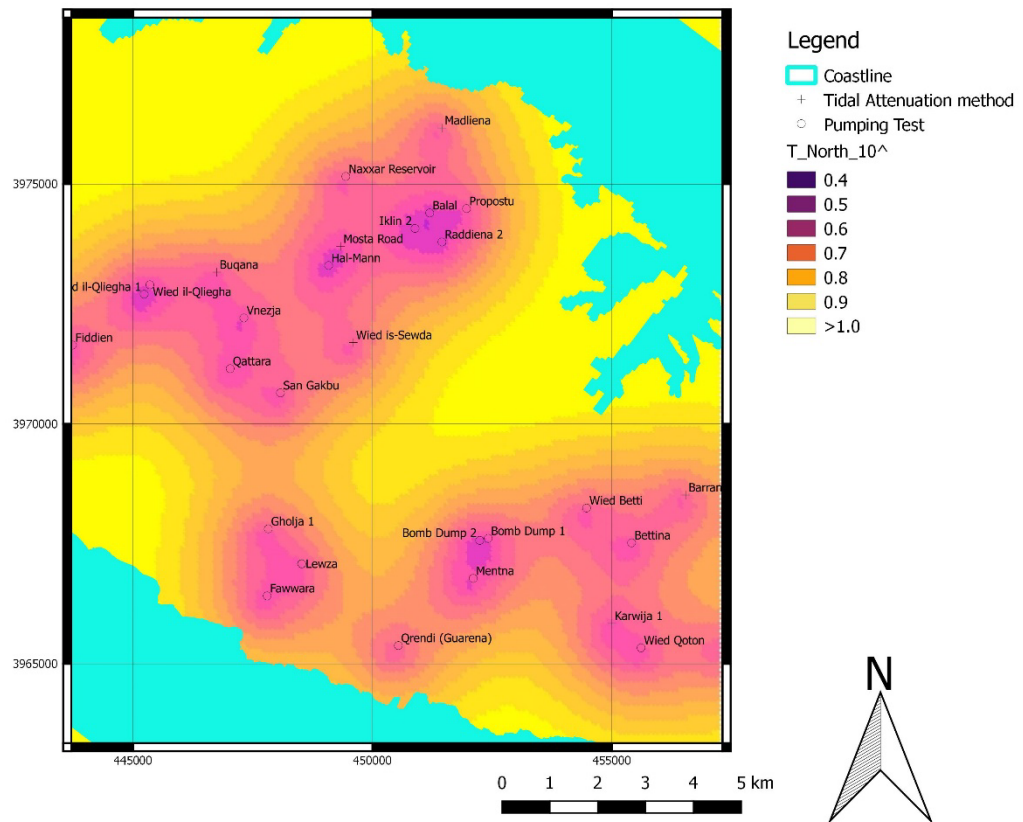 Legend
Coastline
Tidal Attenuation method
Pumping Test
T_North_10^
0.4
0.5
0.6
0.7
0.8
0.9
>1.0
Madliena
3975000
Naxxar Reservoir
Balal
Propostu
Iklin 2
Mosta Road
Raddiena 2
Hal-Mann
Buqana
d il-Qliegha 1
Wied il-Qliegha
Vnezja
Fiddien
Wied is-Sewda
Qattara
San Gakbu
3970000
Wied Betti
Barran
Gholja 1
Bomb Dump 2
Bomb Dump 1
Bettina
Lewza
Mentna
Fawwara
Karwija 1
Qrendi (Guarena)
Wied Qoton
3965000
N
445000
450000
455000
0 1 2 3 4 5 km